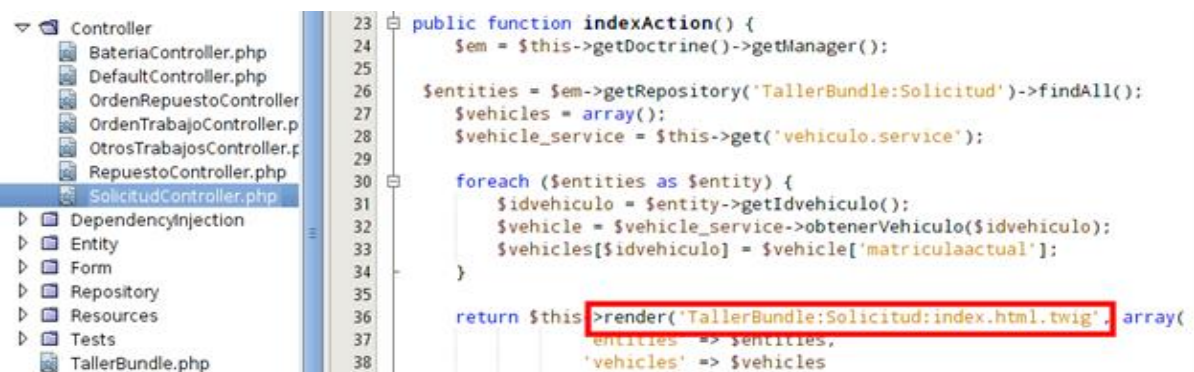 Controller
BateriaController.php
DefaultController.php
OrdenRepuestoController
OrdenTrabajoController.p
OtrosTrabajosController.p
RepuestoController.php
SolicitudController.php
DependencyInjection
Entity
Form
Repository
Resources
Tests
TallerBundle.php
23 public function indexAction() {
24 $em = $this->getDoctrine()->getManager();
25
26 $entities = $em->getRepository('TallerBundle:Solicitud')->findAll();
27 $vehicles = array();
28 $vehicle_service = $this->get('vehiculo.service');
29
30 foreach ($entities as $entity) {
31 $idvehiculo = $entity->getIdvehiculo();
32 $vehicle = $vehicle_service->obtenerVehiculo($idvehiculo);
33 $vehicles[$idvehiculo] = $vehicle['matriculaactual'];
34 }
35
36 return $this->render('TallerBundle:Solicitud:index.html.twig', array(
37 'entities' => $entities,
38 'vehicles' => $vehicles